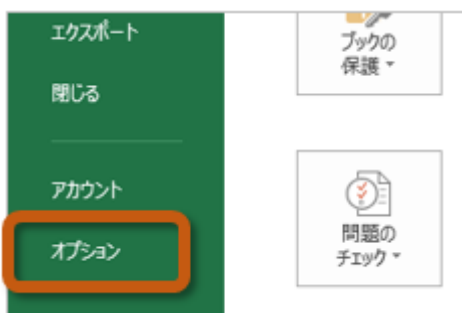 エクスポート
閉じる
アカウント
オプション
ブックの
保護
問題の
チェック